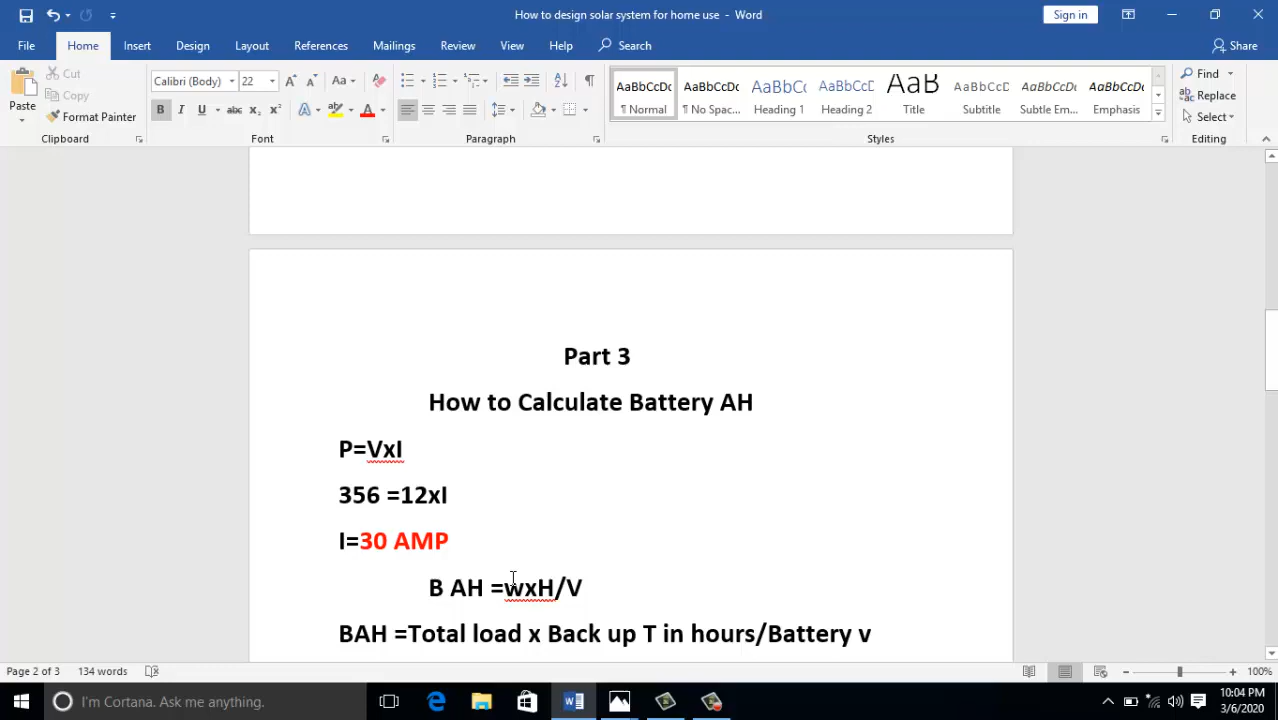 How to design solar system for home use - Word
Sign in
File Home Insert Design Layout References Mailings Review View Help Search Share
Paste
Cut
Copy
Format Painter
Calibri (Body) 22
Clipboard Font Paragraph Styles Editing
AaBbCcDc AaBbCcDc AaBbCc AaBbCcC AaB AaBbCcC AaBbCcDc AaBbCcDc
¶ Normal ¶ No Spac... Heading 1 Heading 2 Title Subtitle Subtle Em... Emphasis
Find
Replace
Select
Part 3
How to Calculate Battery AH
P=VxI
356 =12xI
I=30 AMP
B AH =wxH/V
BAH =Total load x Back up T in hours/Battery v
Page 2 of 3 134 words 100%
I'm Cortana. Ask me anything.
10:04 PM
3/6/2020